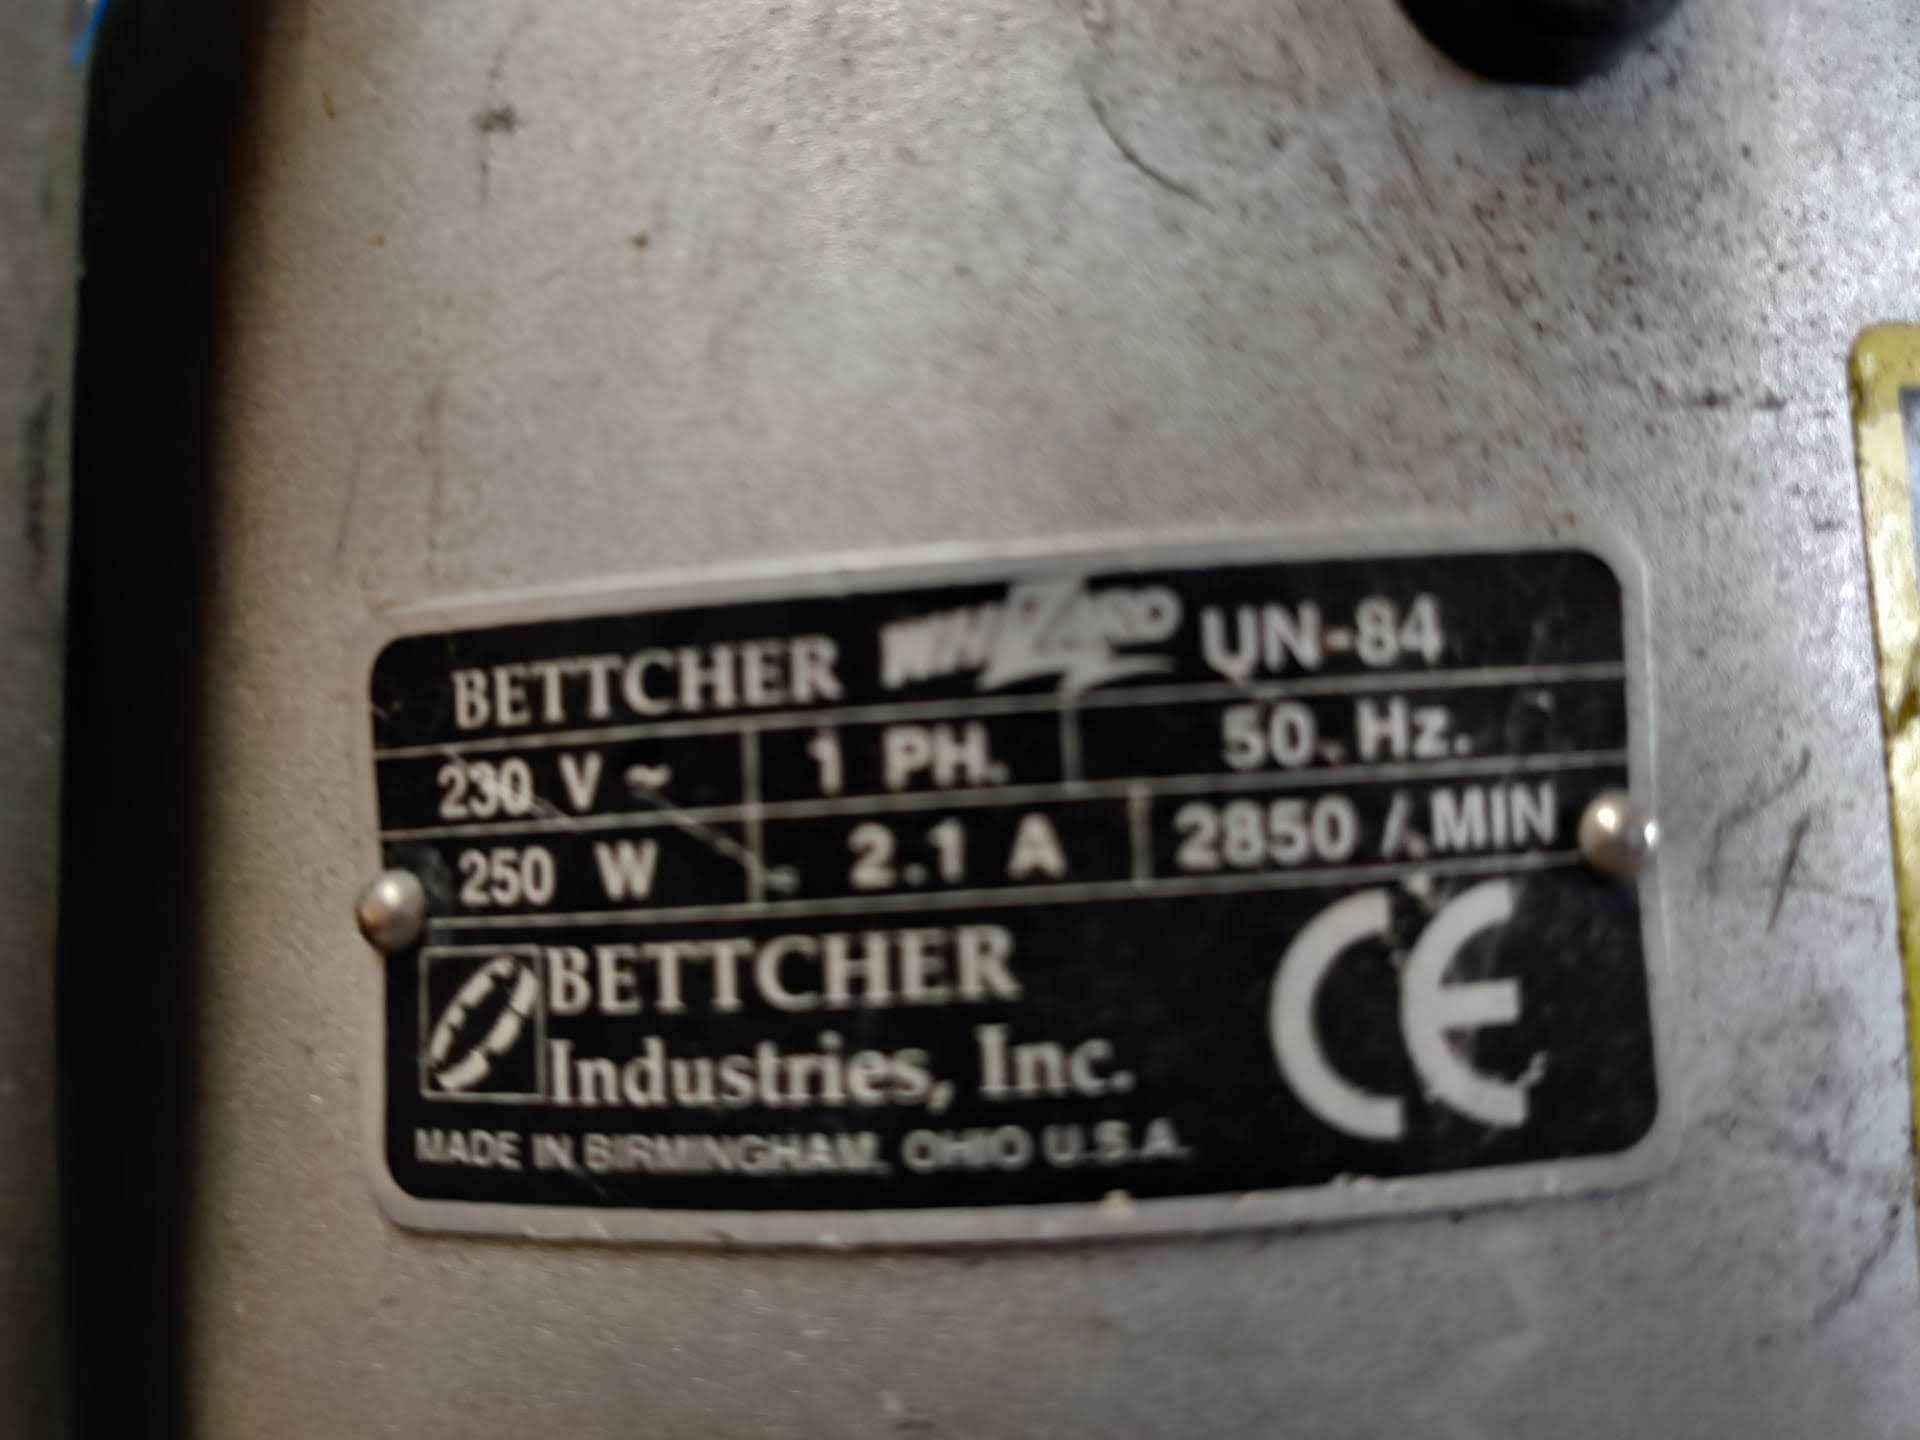 BETTCHER WHIZARD UN-84
230 V ~ 1 PH. 50 Hz.
250 W 2.1 A 2850 / MIN
BETTCHER
Industries, Inc.
CE
MADE IN BIRMINGHAM, OHIO U.S.A.